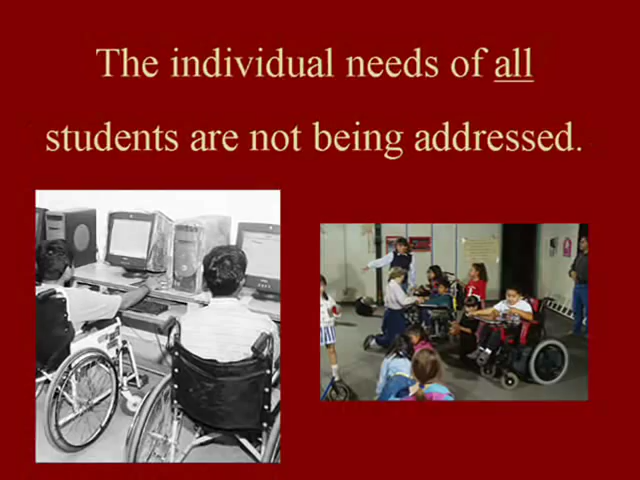 The individual needs of all
students are not being addressed.